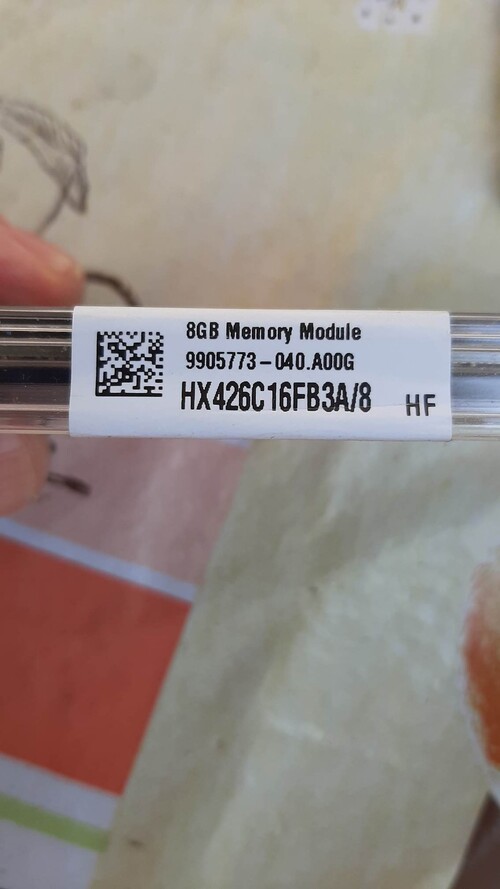 8GB Memory Module
9905773-040.A00G
HX426C16FB3A/8 HF